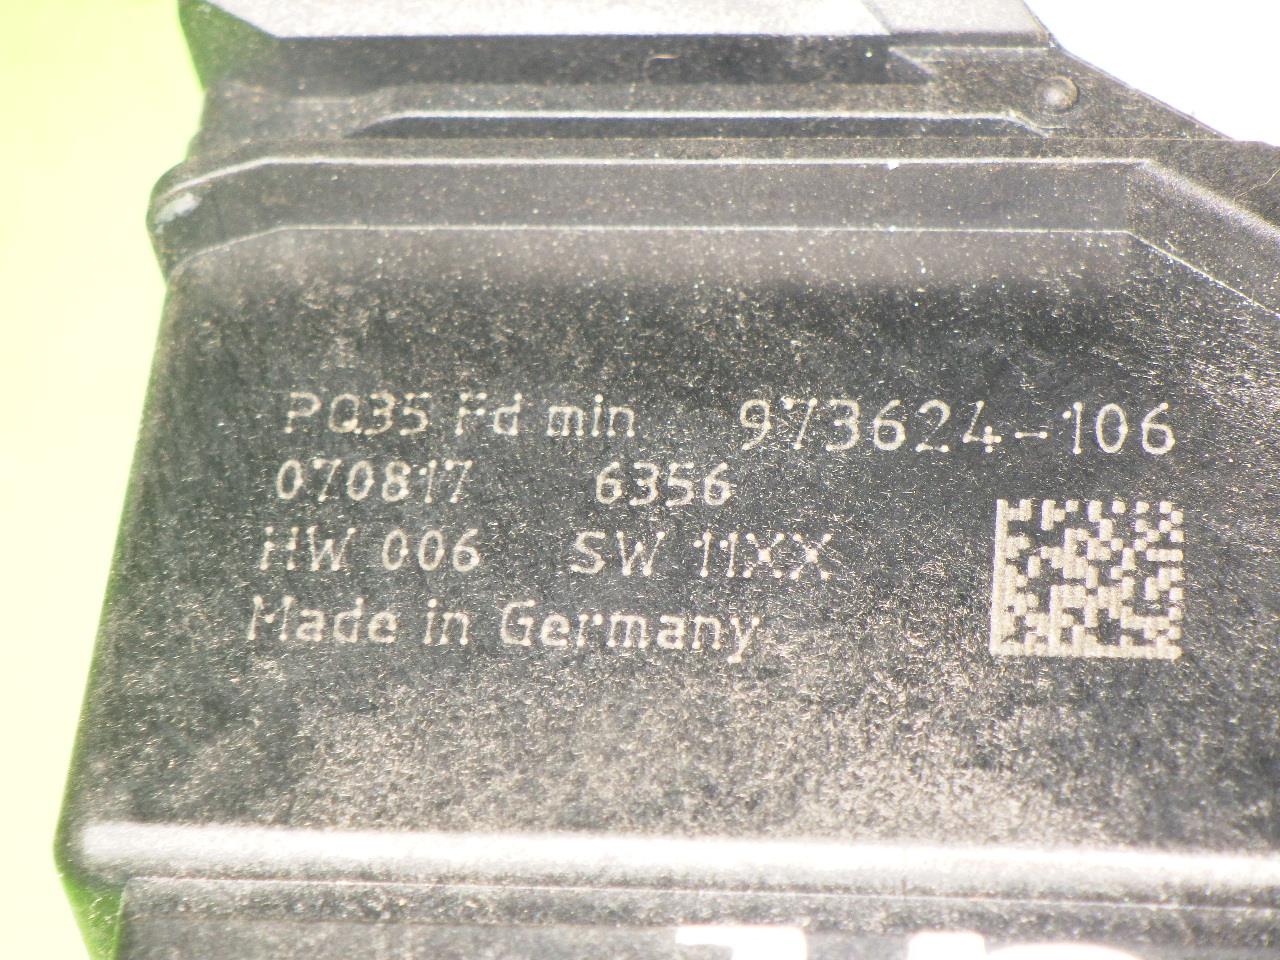 PQ35 Fd min 973624-106
070817 6356
HW 006 SW 11XX
Made in Germany